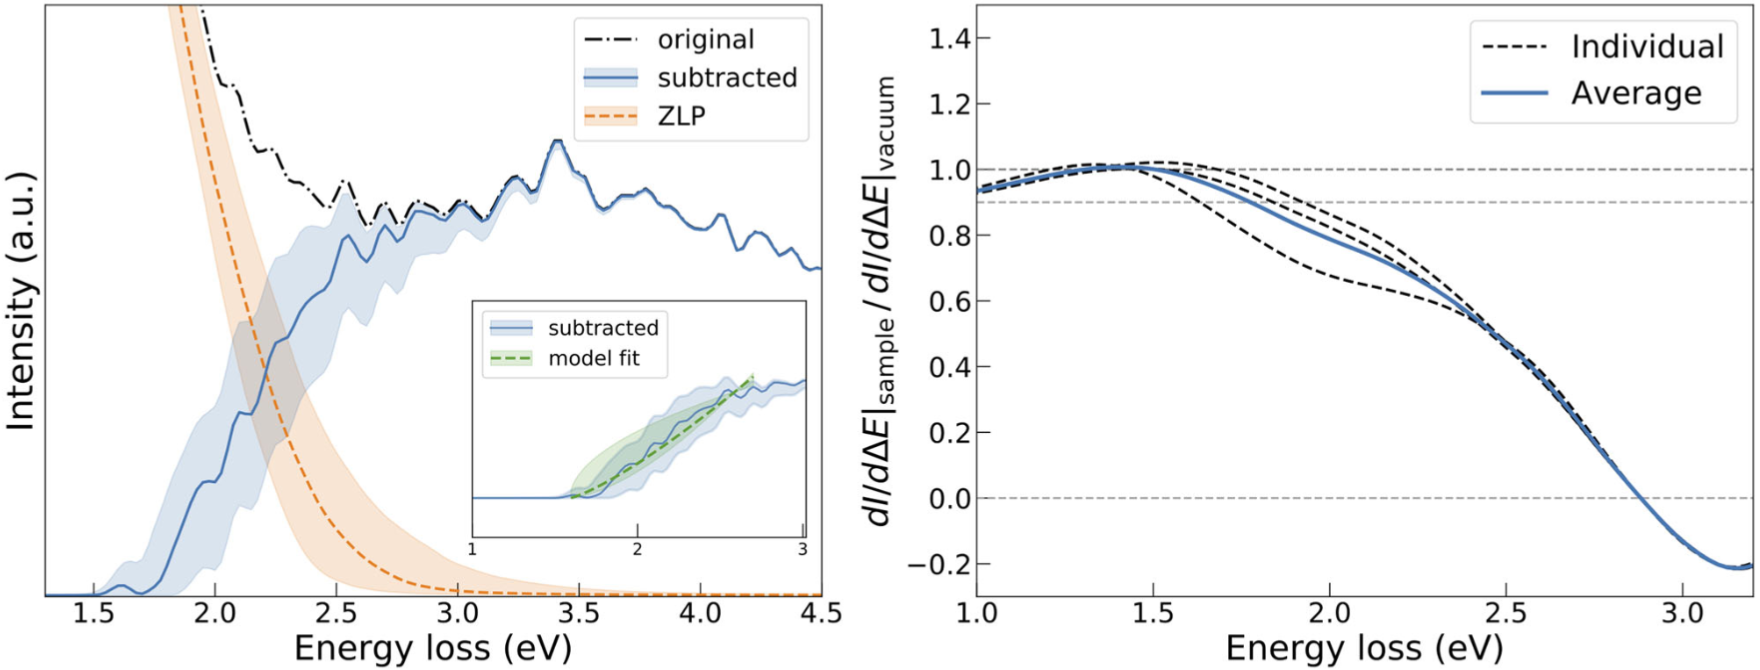 original
subtracted
ZLP
Intensity (a.u.)
subtracted
model fit
1 2 3
1.5 2.0 2.5 3.0 3.5 4.0 4.5
Energy loss (eV)
Individual
Average
dI/dΔE|sample / dI/dΔE|vacuum
1.4
1.2
1.0
0.8
0.6
0.4
0.2
0.0
−0.2
1.0 1.5 2.0 2.5 3.0
Energy loss (eV)